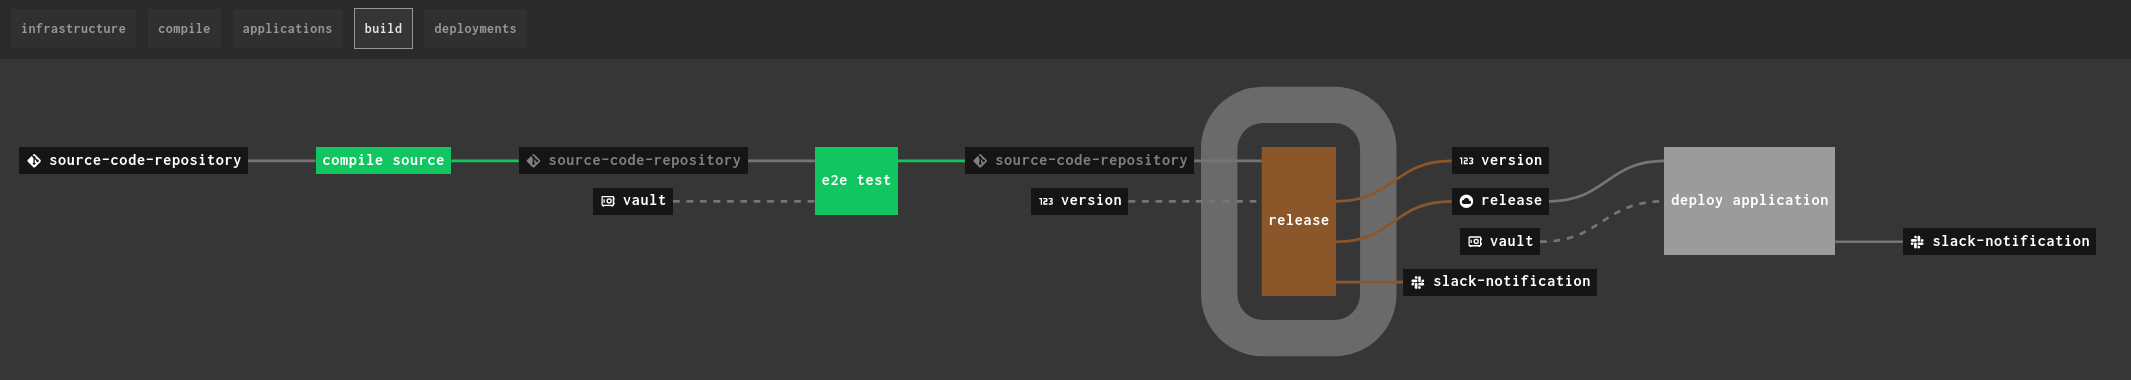 infrastructure
compile
applications
build
deployments
source-code-repository
compile source
source-code-repository
vault
e2e test
source-code-repository
123 version
release
123 version
release
vault
slack-notification
deploy application
slack-notification